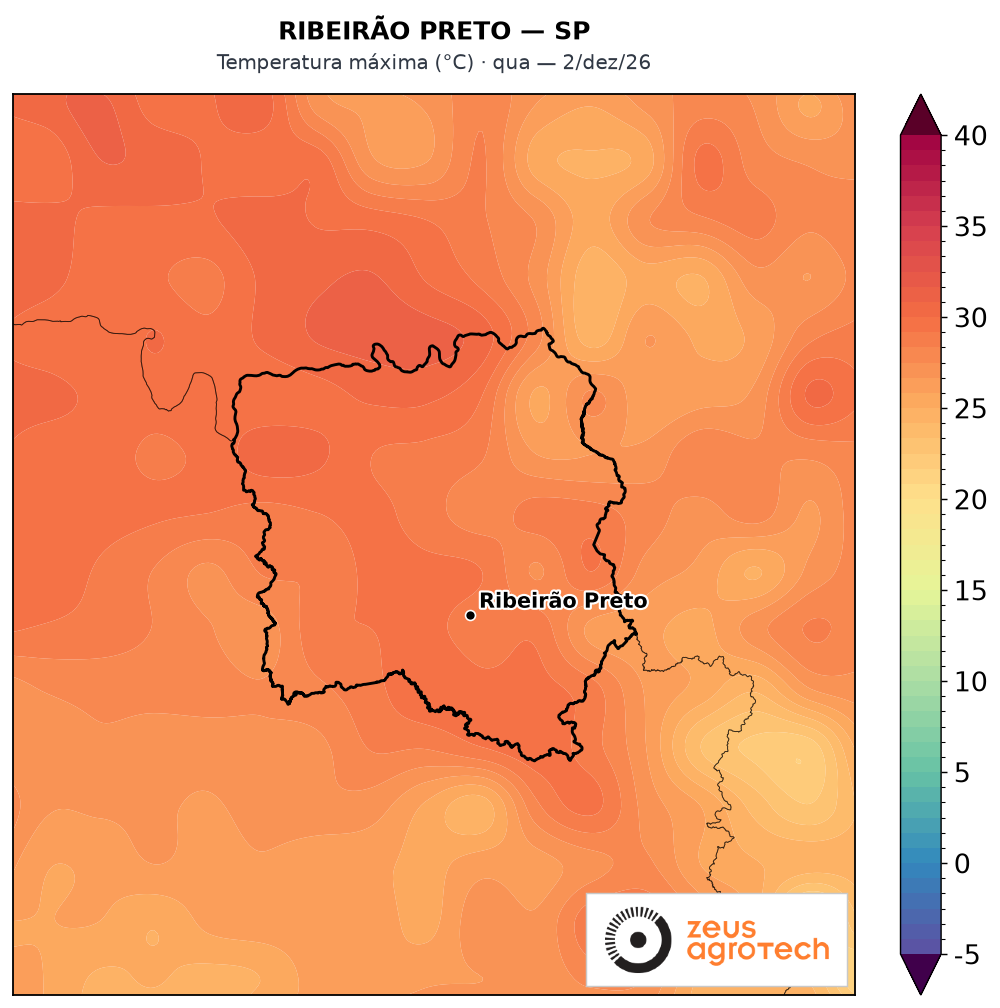 RIBEIRÃO PRETO — SP
Temperatura máxima (°C) · qua — 2/dez/26
40
35
30
25
20
15
10
5
0
-5
Ribeirão Preto
zeus
agrotech